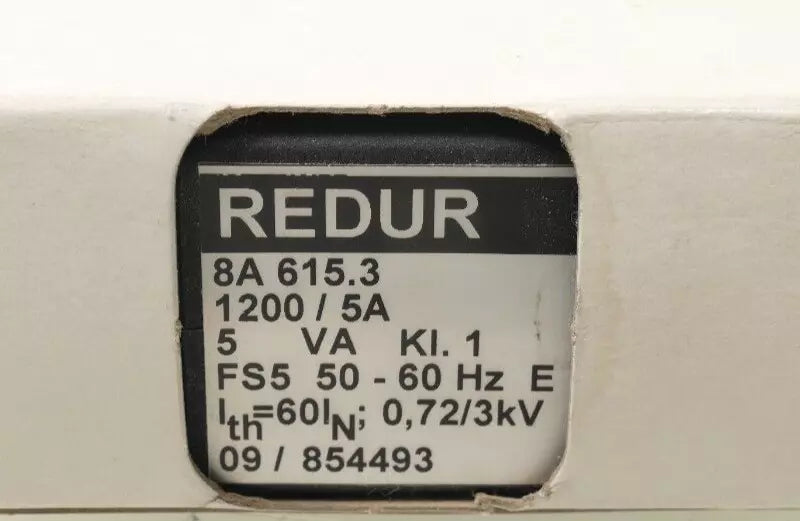 REDUR
8A 615.3
1200 / 5A
5 VA Kl. 1
FS5 50 - 60 Hz E
Ith=60IN; 0,72/3kV
09 / 854493